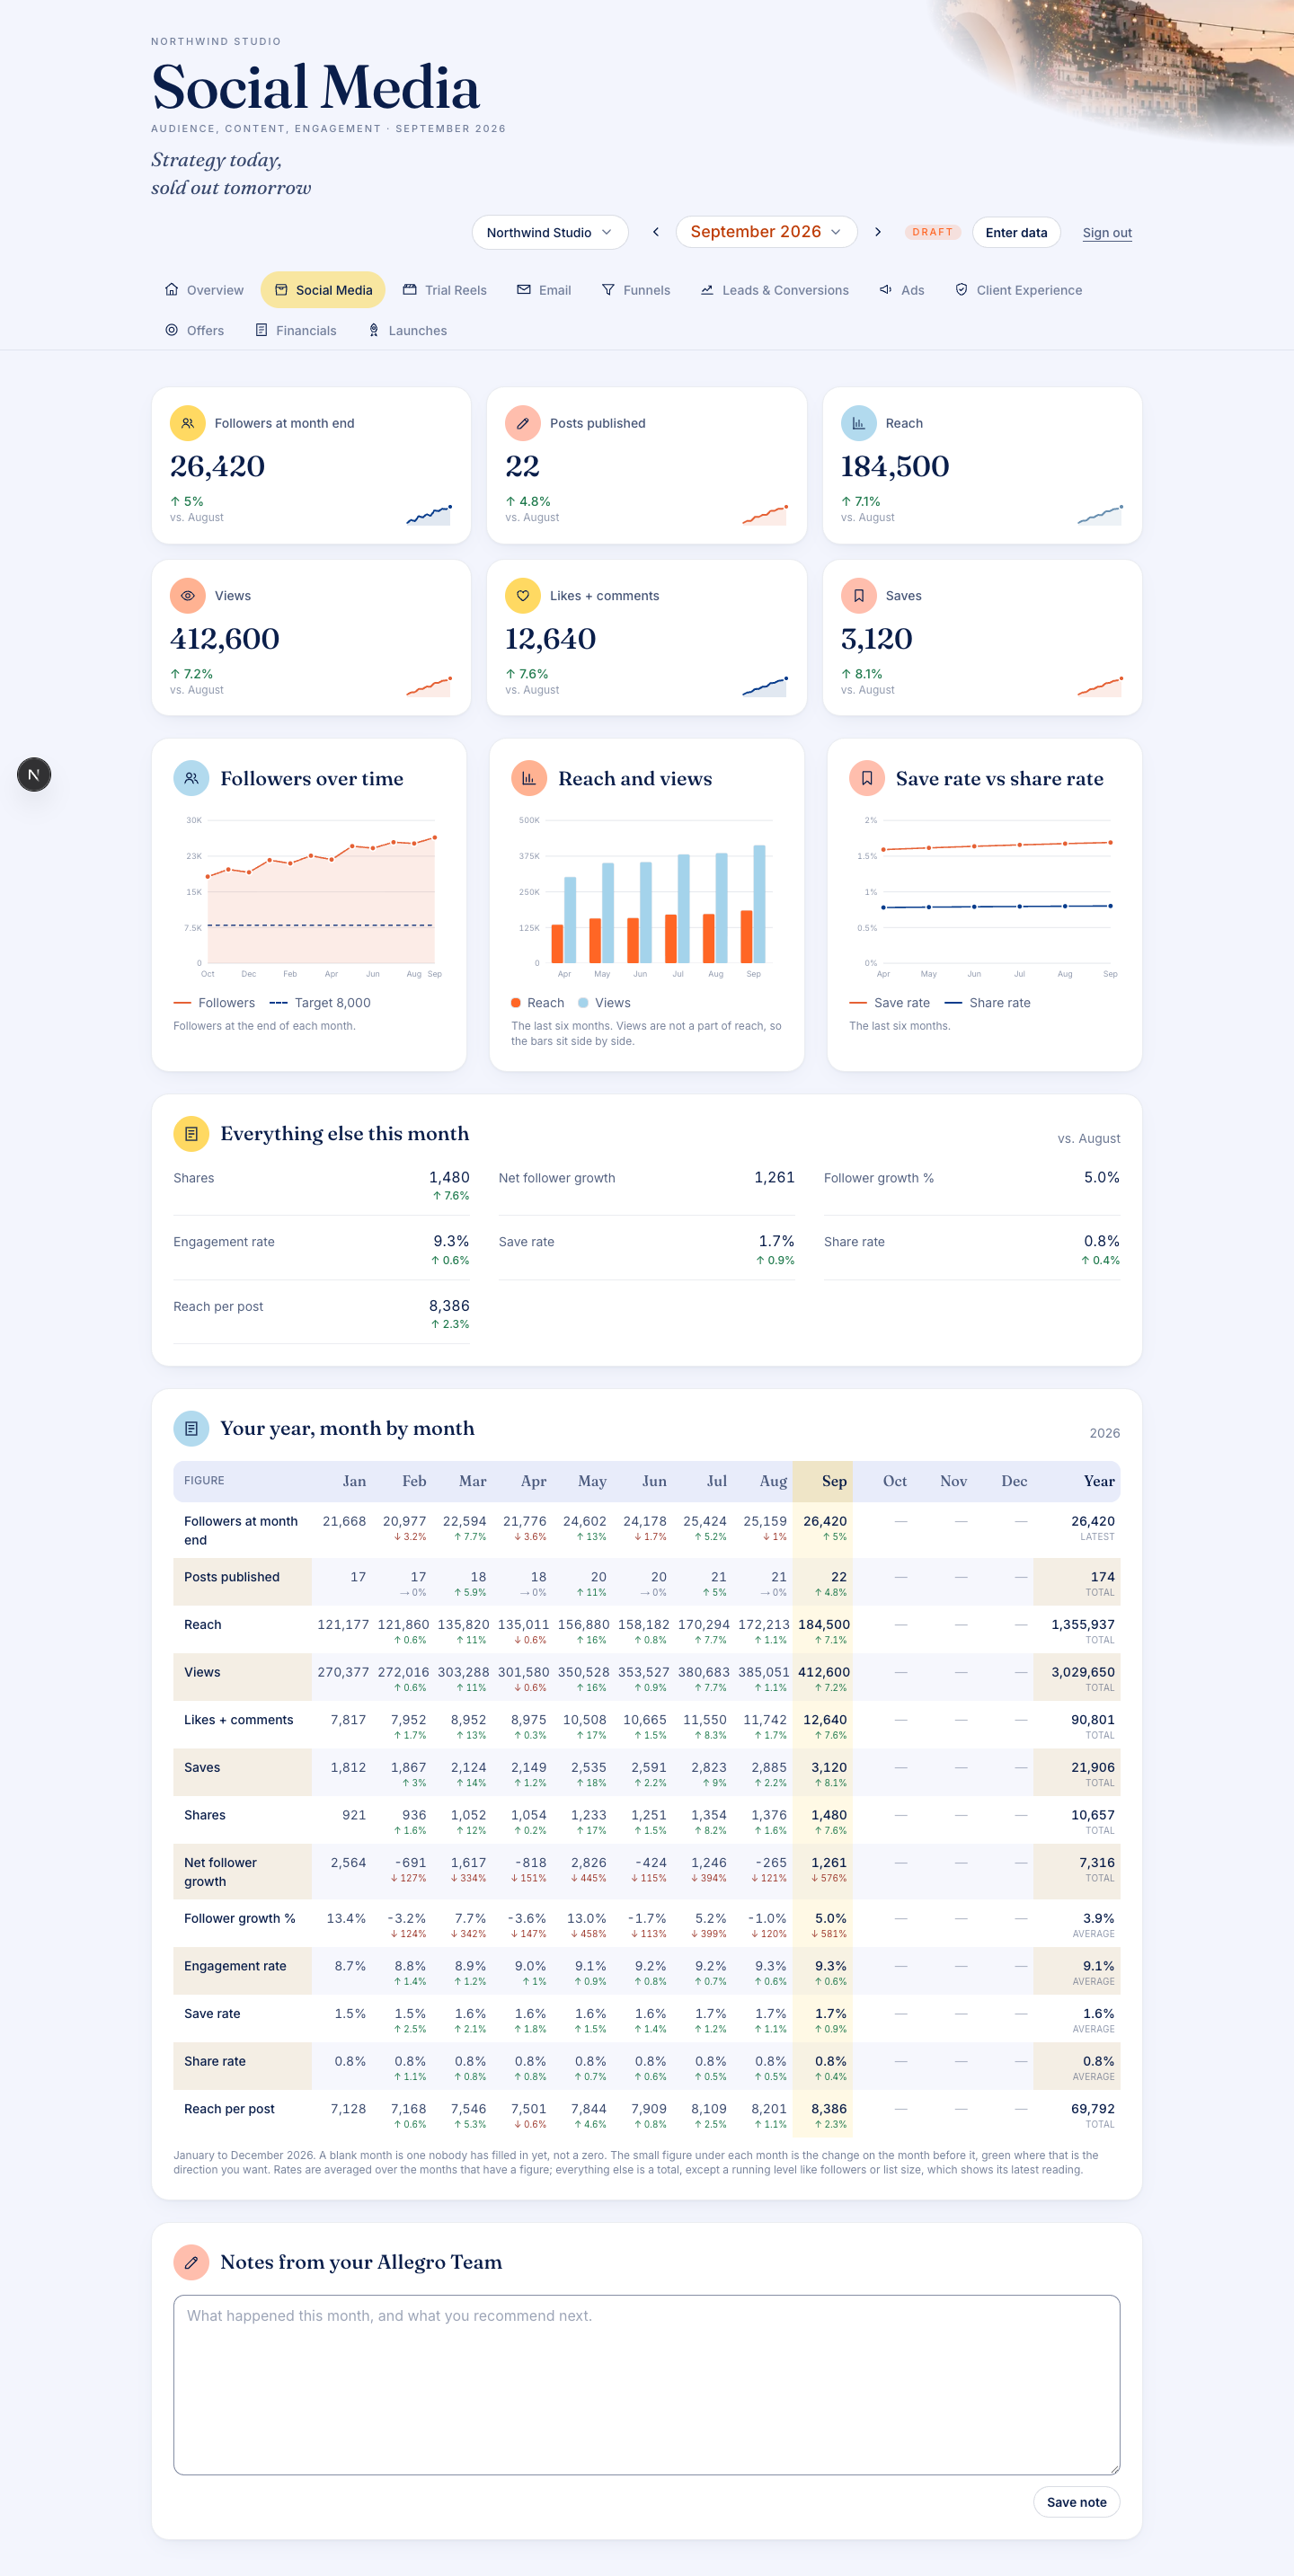 NORTHWIND STUDIO
Social Media
AUDIENCE, CONTENT, ENGAGEMENT · SEPTEMBER 2026
Strategy today,
sold out tomorrow
Northwind Studio
September 2026
DRAFT
Enter data
Sign out
Overview
Social Media
Trial Reels
Email
Funnels
Leads & Conversions
Ads
Client Experience
Offers
Financials
Launches
Followers at month end
26,420
↑ 5%
vs. August
Posts published
22
↑ 4.8%
vs. August
Reach
184,500
↑ 7.1%
vs. August
Views
412,600
↑ 7.2%
vs. August
Likes + comments
12,640
↑ 7.6%
vs. August
Saves
3,120
↑ 8.1%
vs. August
N
Followers over time
30K
23K
15K
7.5K
0
Oct Dec Feb Apr Jun Aug Sep
Followers Target 8,000
Followers at the end of each month.
Reach and views
500K
375K
250K
125K
0
Apr May Jun Jul Aug Sep
Reach Views
The last six months. Views are not a part of reach, so
the bars sit side by side.
Save rate vs share rate
2%
1.5%
1%
0.5%
0%
Apr May Jun Jul Aug Sep
Save rate Share rate
The last six months.
Everything else this month
vs. August
Shares 1,480
↑ 7.6%
Net follower growth 1,261
Follower growth % 5.0%
Engagement rate 9.3%
↑ 0.6%
Save rate 1.7%
↑ 0.9%
Share rate 0.8%
↑ 0.4%
Reach per post 8,386
↑ 2.3%
Your year, month by month
2026
FIGURE Jan Feb Mar Apr May Jun Jul Aug Sep Oct Nov Dec Year
Followers at month 21,668 20,977 22,594 21,776 24,602 24,178 25,424 25,159 26,420 — — — 26,420
end ↓ 3.2% ↑ 7.7% ↓ 3.6% ↑ 13% ↓ 1.7% ↑ 5.2% ↓ 1% ↑ 5% LATEST
Posts published 17 17 18 18 20 20 21 21 22 — — — 174
→ 0% ↑ 5.9% → 0% ↑ 11% → 0% ↑ 5% → 0% ↑ 4.8% TOTAL
Reach 121,177 121,860 135,820 135,011 156,880 158,182 170,294 172,213 184,500 — — — 1,355,937
↑ 0.6% ↑ 11% ↓ 0.6% ↑ 16% ↑ 0.8% ↑ 7.7% ↑ 1.1% ↑ 7.1% TOTAL
Views 270,377 272,016 303,288 301,580 350,528 353,527 380,683 385,051 412,600 — — — 3,029,650
↑ 0.6% ↑ 11% ↓ 0.6% ↑ 16% ↑ 0.9% ↑ 7.7% ↑ 1.1% ↑ 7.2% TOTAL
Likes + comments 7,817 7,952 8,952 8,975 10,508 10,665 11,550 11,742 12,640 — — — 90,801
↑ 1.7% ↑ 13% ↑ 0.3% ↑ 17% ↑ 1.5% ↑ 8.3% ↑ 1.7% ↑ 7.6% TOTAL
Saves 1,812 1,867 2,124 2,149 2,535 2,591 2,823 2,885 3,120 — — — 21,906
↑ 3% ↑ 14% ↑ 1.2% ↑ 18% ↑ 2.2% ↑ 9% ↑ 2.2% ↑ 8.1% TOTAL
Shares 921 936 1,052 1,054 1,233 1,251 1,354 1,376 1,480 — — — 10,657
↑ 1.6% ↑ 12% ↑ 0.2% ↑ 17% ↑ 1.5% ↑ 8.2% ↑ 1.6% ↑ 7.6% TOTAL
Net follower 2,564 -691 1,617 -818 2,826 -424 1,246 -265 1,261 — — — 7,316
growth ↓ 127% ↓ 334% ↓ 151% ↓ 445% ↓ 115% ↓ 394% ↓ 121% ↓ 576% TOTAL
Follower growth % 13.4% -3.2% 7.7% -3.6% 13.0% -1.7% 5.2% -1.0% 5.0% — — — 3.9%
↓ 124% ↓ 342% ↓ 147% ↓ 458% ↓ 113% ↓ 399% ↓ 120% ↓ 581% AVERAGE
Engagement rate 8.7% 8.8% 8.9% 9.0% 9.1% 9.2% 9.2% 9.3% 9.3% — — — 9.1%
↑ 1.4% ↑ 1.2% ↑ 1% ↑ 0.9% ↑ 0.8% ↑ 0.7% ↑ 0.6% ↑ 0.6% AVERAGE
Save rate 1.5% 1.5% 1.6% 1.6% 1.6% 1.6% 1.7% 1.7% 1.7% — — — 1.6%
↑ 2.5% ↑ 2.1% ↑ 1.8% ↑ 1.5% ↑ 1.4% ↑ 1.2% ↑ 1.1% ↑ 0.9% AVERAGE
Share rate 0.8% 0.8% 0.8% 0.8% 0.8% 0.8% 0.8% 0.8% 0.8% — — — 0.8%
↑ 1.1% ↑ 0.8% ↑ 0.8% ↑ 0.7% ↑ 0.6% ↑ 0.5% ↑ 0.5% ↑ 0.4% AVERAGE
Reach per post 7,128 7,168 7,546 7,501 7,844 7,909 8,109 8,201 8,386 — — — 69,792
↑ 0.6% ↑ 5.3% ↓ 0.6% ↑ 4.6% ↑ 0.8% ↑ 2.5% ↑ 1.1% ↑ 2.3% TOTAL
January to December 2026. A blank month is one nobody has filled in yet, not a zero. The small figure under each month is the change on the month before it, green where that is the
direction you want. Rates are averaged over the months that have a figure; everything else is a total, except a running level like followers or list size, which shows its latest reading.
Notes from your Allegro Team
What happened this month, and what you recommend next.
Save note